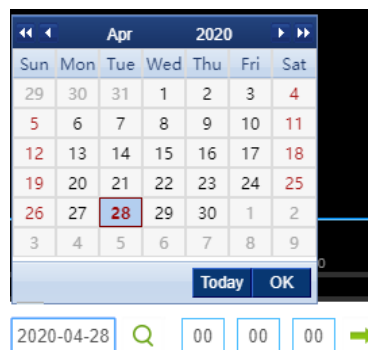 Apr 2020
Sun Mon Tue Wed Thu Fri Sat
29 30 31 1 2 3 4
5 6 7 8 9 10 11
12 13 14 15 16 17 18
19 20 21 22 23 24 25
26 27 28 29 30 1 2
3 4 5 6 7 8 9
Today OK
0
2020-04-28 00 00 00